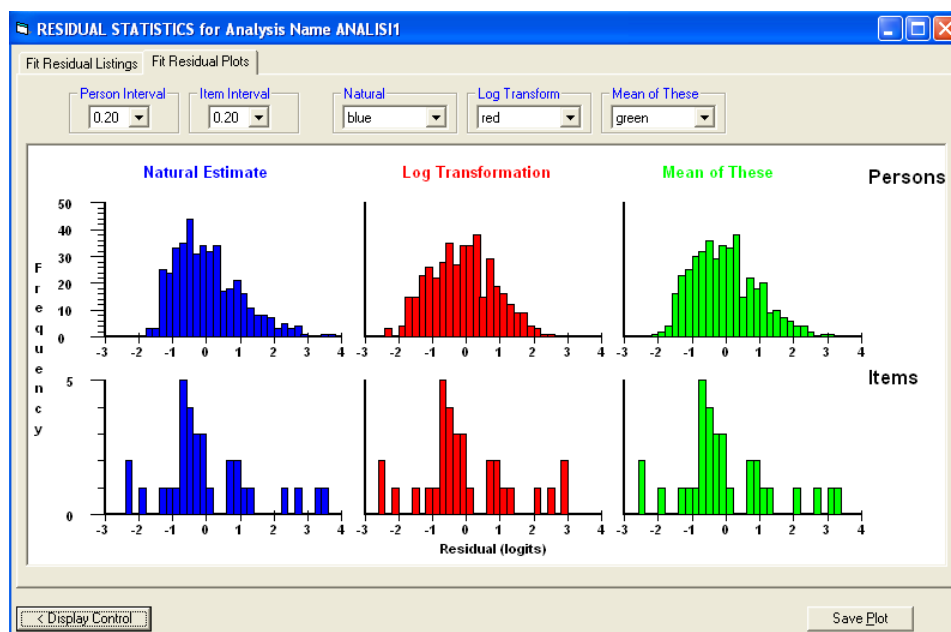 RESIDUAL STATISTICS for Analysis Name ANALISI1
Fit Residual Listings Fit Residual Plots
Person Interval Item Interval Natural Log Transform Mean of These
0.20 0.20 blue red green
Natural Estimate Log Transformation Mean of These Persons
50
40
30
20
10
0
-3 -2 -1 0 1 2 3 4 -3 -2 -1 0 1 2 3 4 -3 -2 -1 0 1 2 3 4
Frequency
Items
5
0
-3 -2 -1 0 1 2 3 4 -3 -2 -1 0 1 2 3 4 -3 -2 -1 0 1 2 3 4
Residual (logits)
< Display Control Save Plot